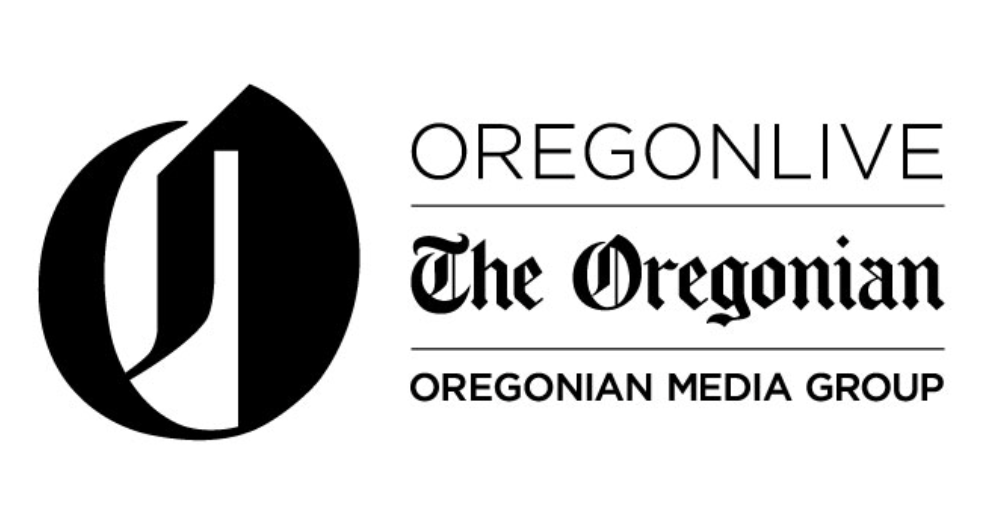 O
OREGONLIVE
The Oregonian
OREGONIAN MEDIA GROUP